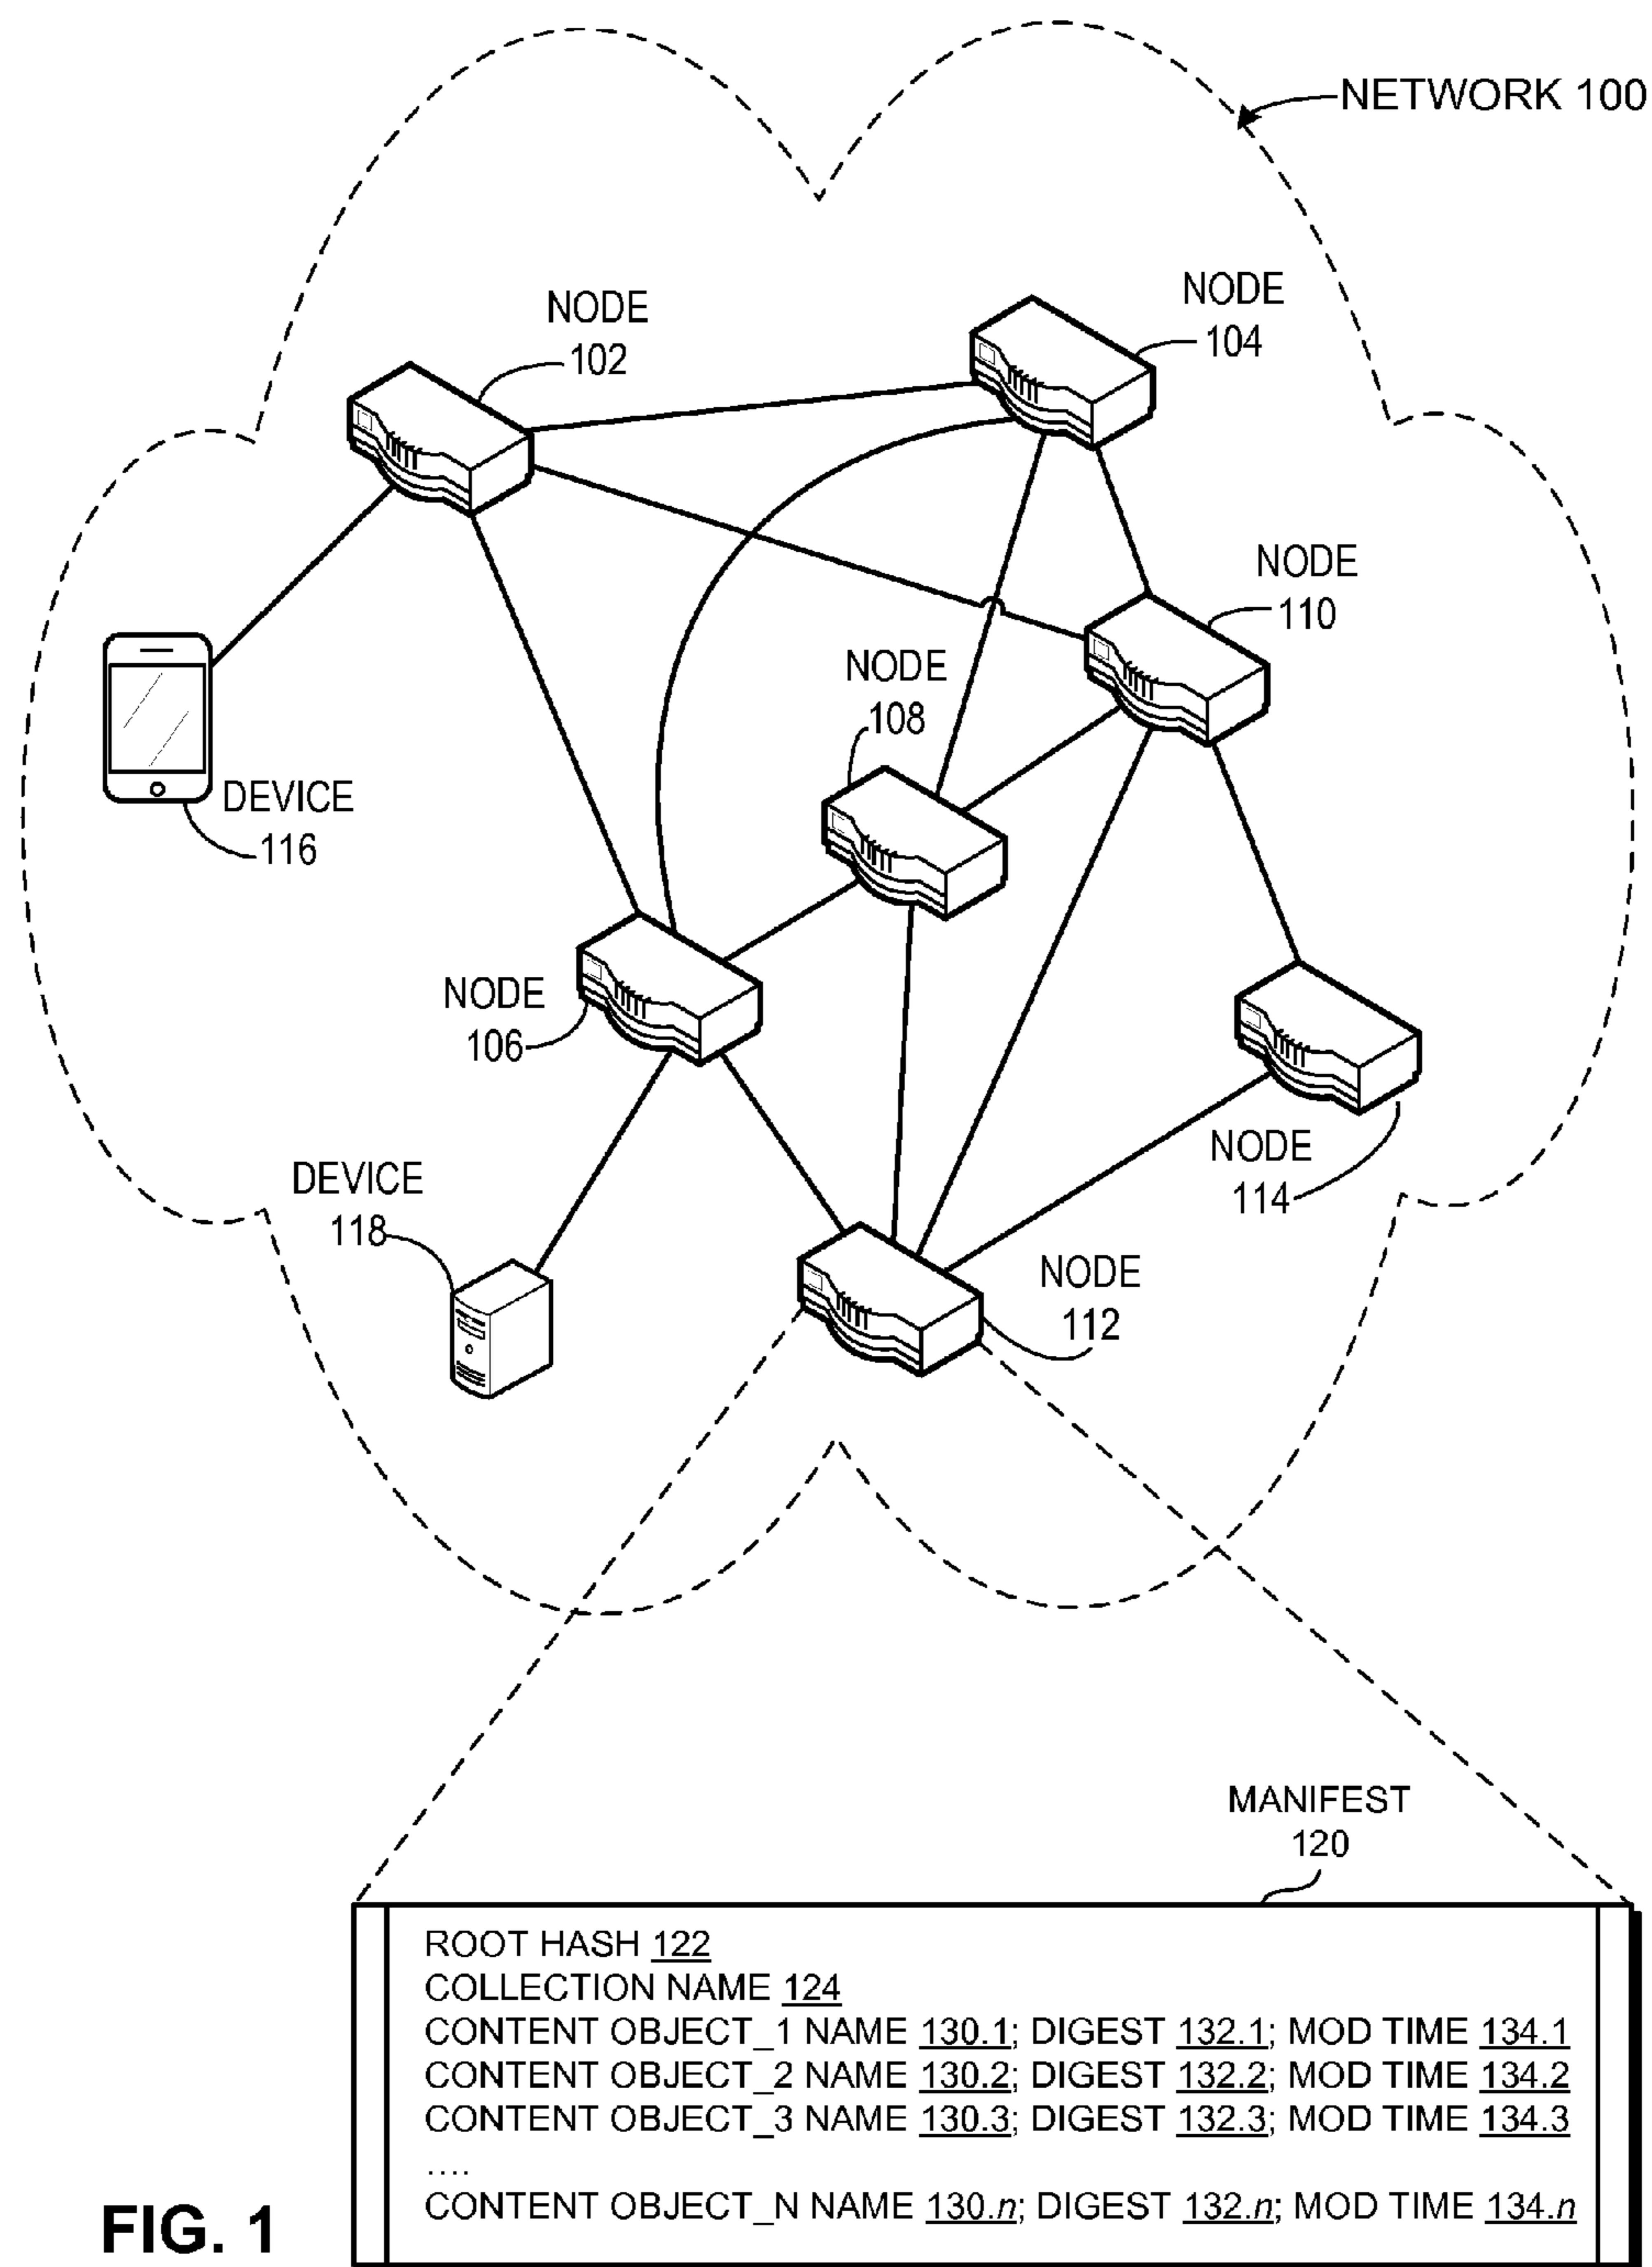 NETWORK 100
NODE
102
NODE
104
NODE
110
NODE
108
DEVICE
116
NODE
106
NODE
114
DEVICE
118
NODE
112
MANIFEST
120
ROOT HASH 122
COLLECTION NAME 124
CONTENT OBJECT_1 NAME 130.1; DIGEST 132.1; MOD TIME 134.1
CONTENT OBJECT_2 NAME 130.2; DIGEST 132.2; MOD TIME 134.2
CONTENT OBJECT_3 NAME 130.3; DIGEST 132.3; MOD TIME 134.3
....
CONTENT OBJECT_N NAME 130.n; DIGEST 132.n; MOD TIME 134.n
FIG. 1